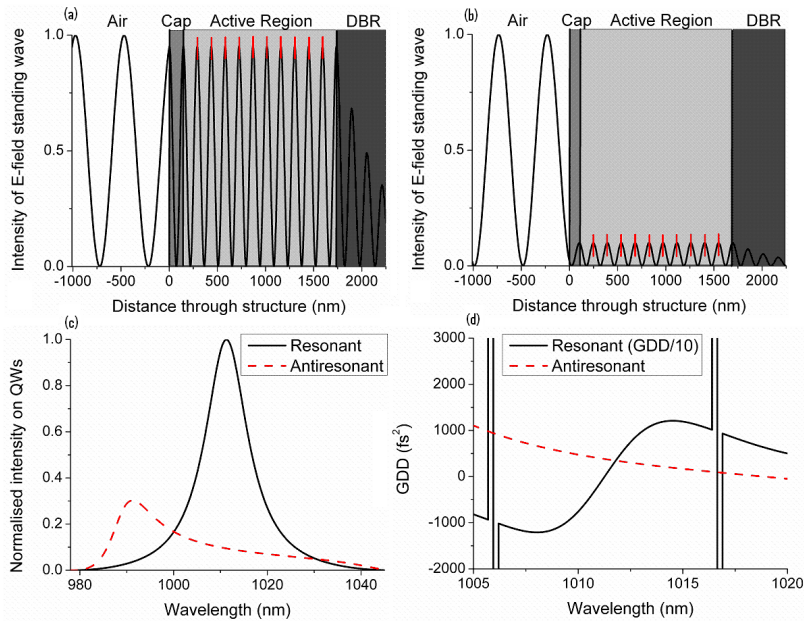 (a)
Air
Cap
Active Region
DBR
Intensity of E-field standing wave
1.0
0.5
0.0
-1000
-500
0
500
1000
1500
2000
Distance through structure (nm)
(b)
Air
Cap
Active Region
DBR
Intensity of E-field standing wave
1.0
0.5
0.0
-1000
-500
0
500
1000
1500
2000
Distance through structure (nm)
(c)
Resonant
Antiresonant
Normalised intensity on QWs
1.0
0.8
0.6
0.4
0.2
0.0
980
1000
1020
1040
Wavelength (nm)
(d)
Resonant (GDD/10)
Antiresonant
GDD (fs²)
3000
2000
1000
0
-1000
-2000
1005
1010
1015
1020
Wavelength (nm)